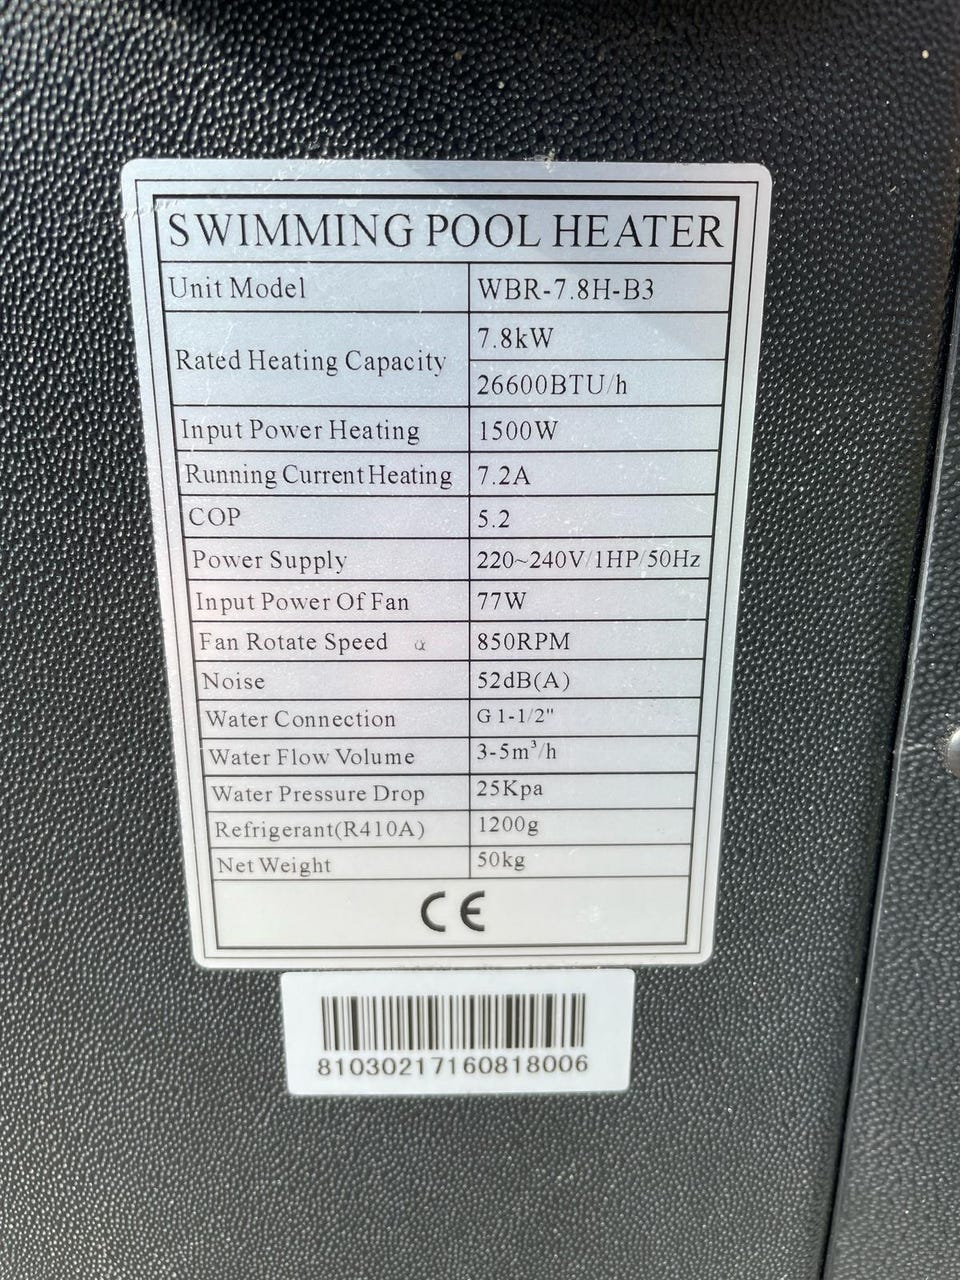 SWIMMING POOL HEATER
Unit Model WBR-7.8H-B3
Rated Heating Capacity 7.8kW
26600BTU/h
Input Power Heating 1500W
Running Current Heating 7.2A
COP 5.2
Power Supply 220~240V/1HP/50Hz
Input Power Of Fan 77W
Fan Rotate Speed 850RPM
Noise 52dB(A)
Water Connection G1-1/2"
Water Flow Volume 3-5m³/h
Water Pressure Drop 25Kpa
Refrigerant(R410A) 1200g
Net Weight 50kg
CE
81030217160818006